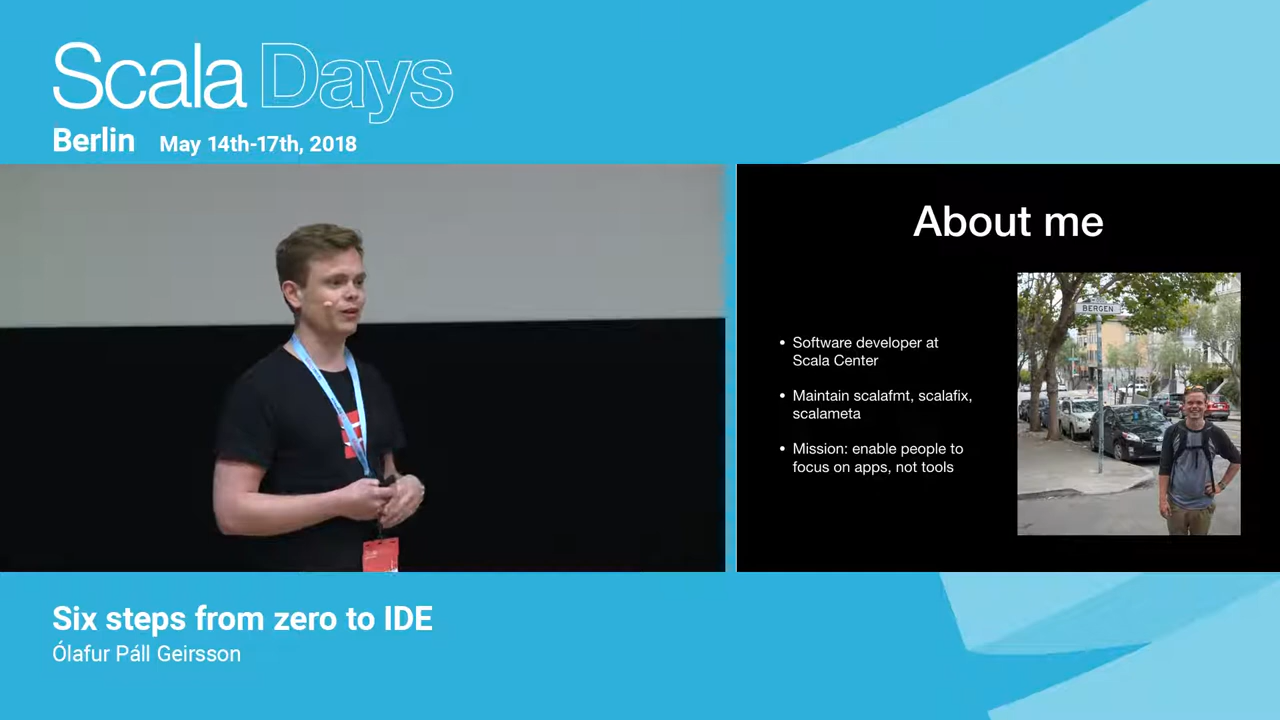 Scala Days
Berlin May 14th-17th, 2018
About me
BERGEN
• Software developer at
Scala Center
• Maintain scalafmt, scalafix,
scalameta
• Mission: enable people to
focus on apps, not tools
Six steps from zero to IDE
Ólafur Páll Geirsson